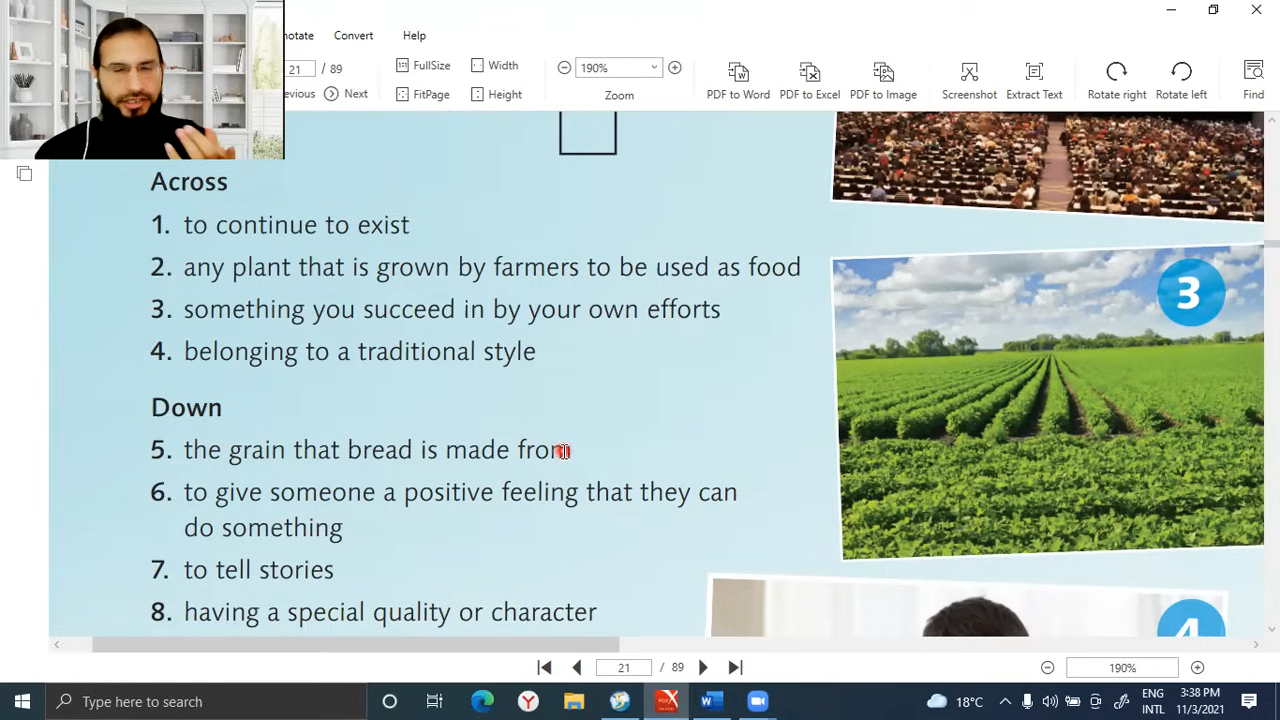 notate Convert Help
21 / 89
vious Next
FullSize
FitPage
Width
Height
190%
Zoom
PDF to Word
PDF to Excel
PDF to Image
Screenshot
Extract Text
Rotate right
Rotate left
Find
Across
1. to continue to exist
2. any plant that is grown by farmers to be used as food
3. something you succeed in by your own efforts
4. belonging to a traditional style
Down
5. the grain that bread is made from
6. to give someone a positive feeling that they can
do something
7. to tell stories
8. having a special quality or character
3
4
21 / 89
190%
Type here to search
18°C
ENG
INTL
3:38 PM
11/3/2021